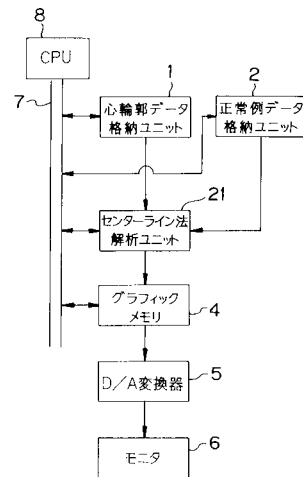 8
CPU
7
1
心輪郭データ
格納ユニット
2
正常例データ
格納ユニット
21
センターライン法
解析ユニット
グラフィック
メモリ
4
D/A変換器
5
モニタ
6